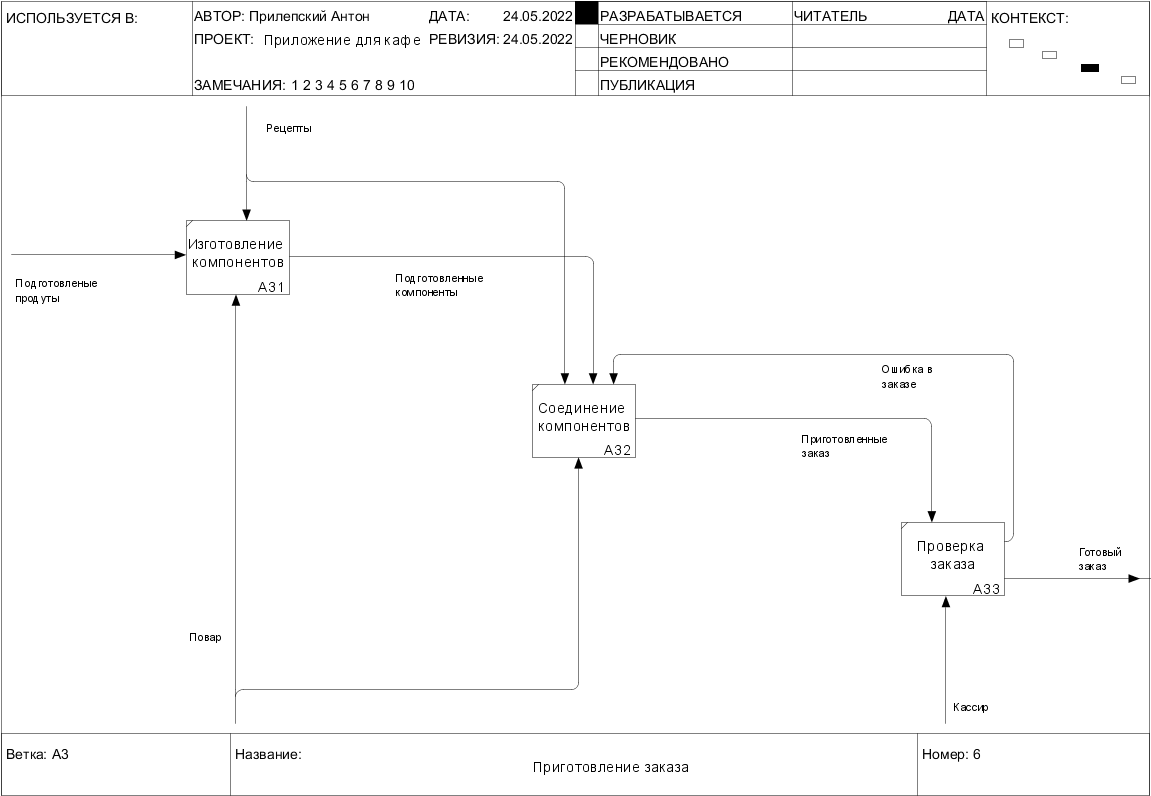 ИСПОЛЬЗУЕТСЯ В:
АВТОР: Прилепский Антон
ДАТА: 24.05.2022
ПРОЕКТ: Приложение для кафе
РЕВИЗИЯ: 24.05.2022
ЗАМЕЧАНИЯ: 1 2 3 4 5 6 7 8 9 10
РАЗРАБАТЫВАЕТСЯ
ЧЕРНОВИК
РЕКОМЕНДОВАНО
ПУБЛИКАЦИЯ
ЧИТАТЕЛЬ
ДАТА
КОНТЕКСТ:
Рецепты
Изготовление
компонентов
A31
Подготовленые
продуты
Подготовленные
компоненты
Ошибка в
заказе
Соединение
компонентов
A32
Приготовленные
заказ
Проверка
заказа
A33
Готовый
заказ
Повар
Кассир
Ветка: A3
Название:
Приготовление заказа
Номер: 6